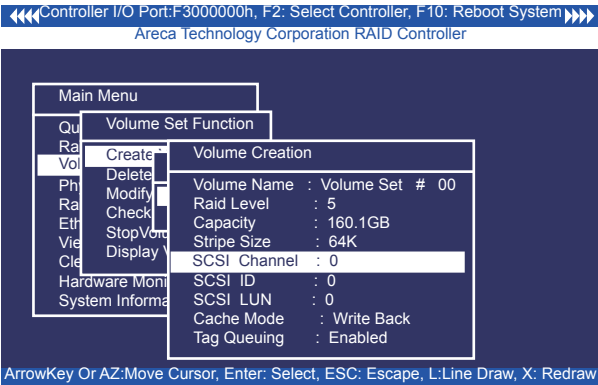 Controller I/O Port:F3000000h, F2: Select Controller, F10: Reboot System
Areca Technology Corporation RAID Controller
Main Menu
Volume Set Function
Volume Creation
Qu
Ra
Vol
Ph
Ra
Eth
Vie
Cle
Hardware Moni
System Informa
Create
Delete
Modify
Check
StopVolu
Display V
Volume Name : Volume Set # 00
Raid Level : 5
Capacity : 160.1GB
Stripe Size : 64K
SCSI Channel : 0
SCSI ID : 0
SCSI LUN : 0
Cache Mode : Write Back
Tag Queuing : Enabled
ArrowKey Or AZ:Move Cursor, Enter: Select, ESC: Escape, L:Line Draw, X: Redraw